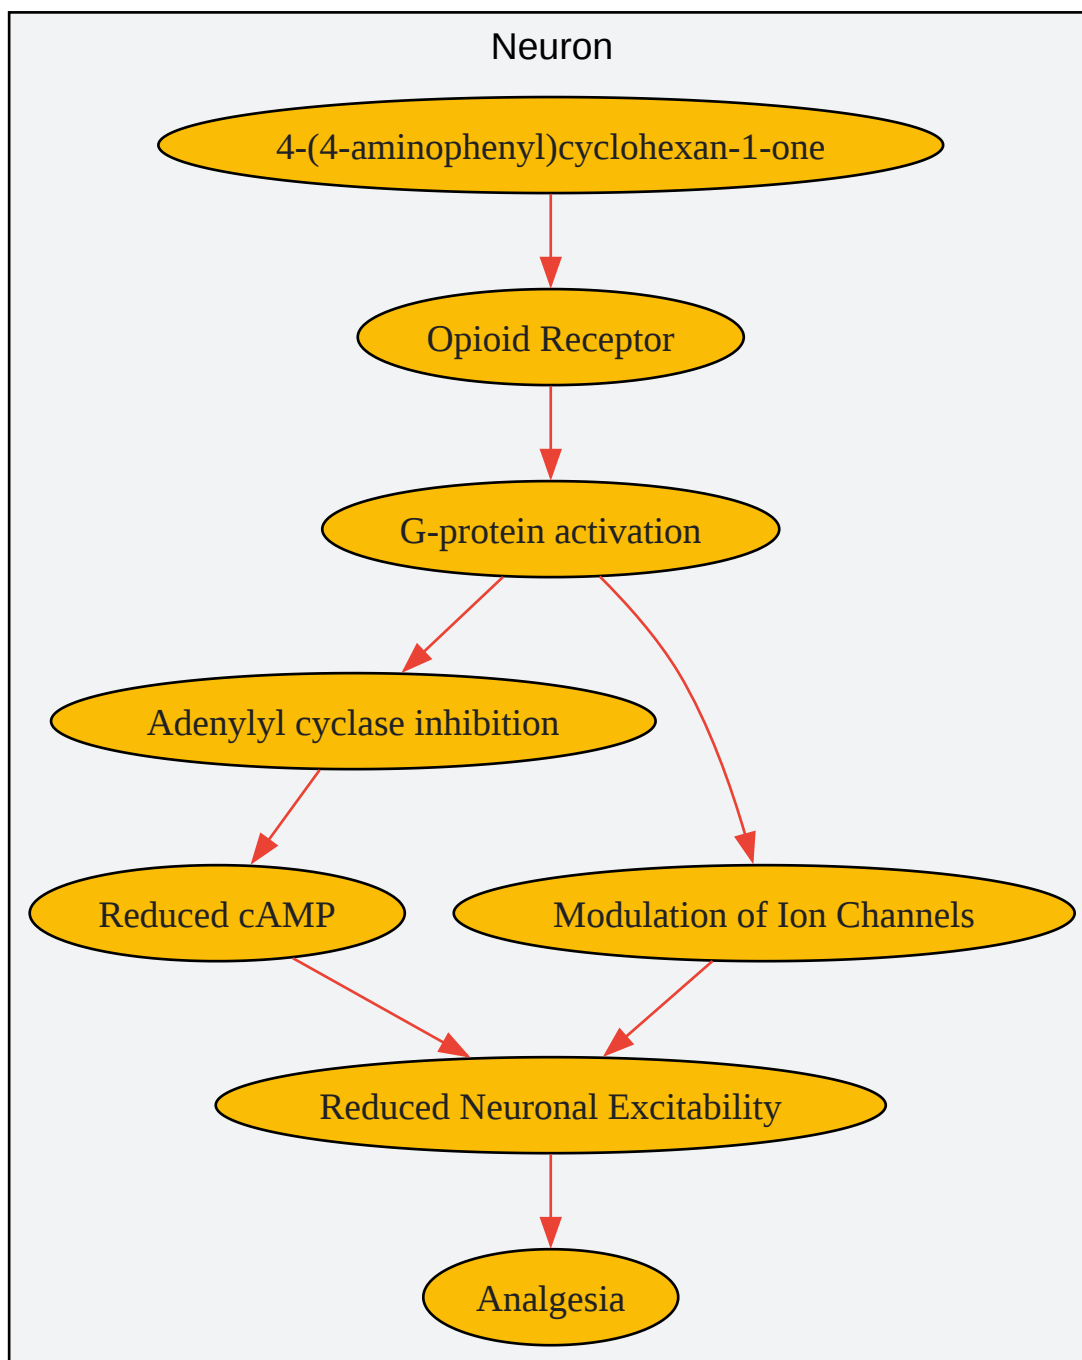 Neuron
4-(4-aminophenyl)cyclohexan-1-one
Opioid Receptor
G-protein activation
Adenylyl cyclase inhibition
Reduced cAMP
Modulation of Ion Channels
Reduced Neuronal Excitability
Analgesia